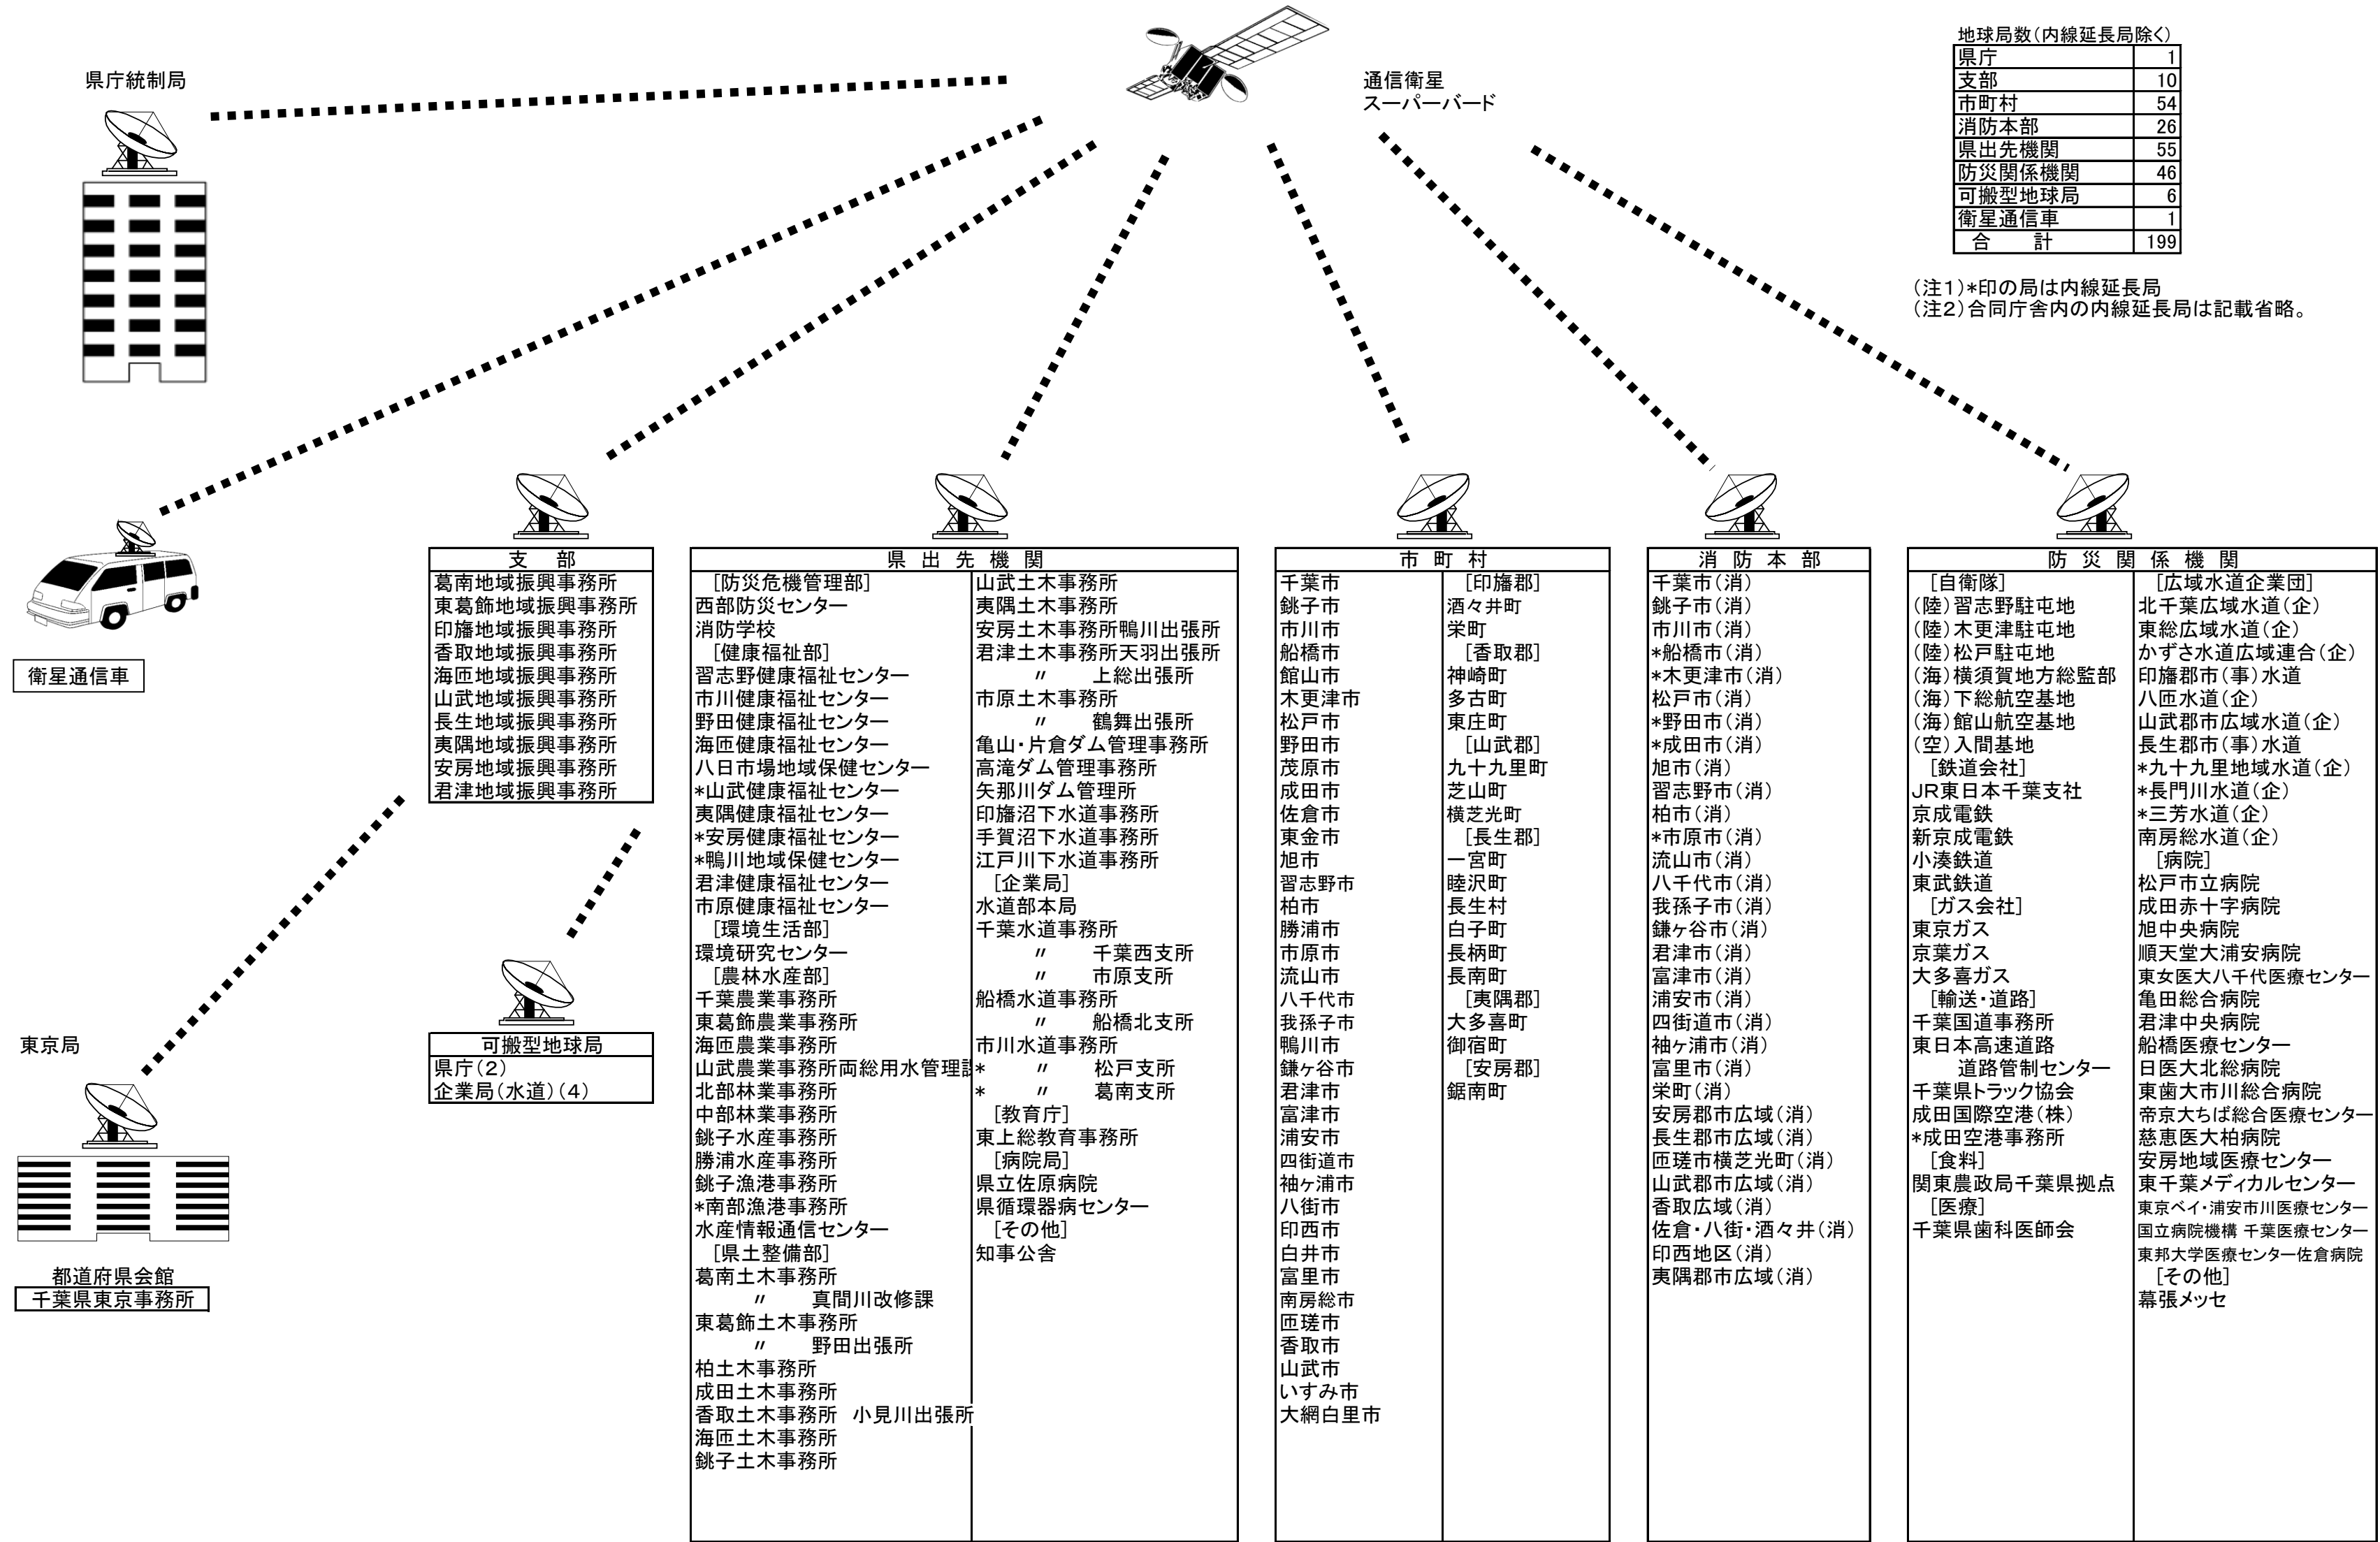 県庁統制局
通信衛星
スーパーバード
地球局数(内線延長局除く)
県庁 1
支部 10
市町村 54
消防本部 26
県出先機関 55
防災関係機関 46
可搬型地球局 6
衛星通信車 1
合 計 199
(注1)*印の局は内線延長局
(注2)合同庁舎内の内線延長局は記載省略。
衛星通信車
支 部
葛南地域振興事務所
東葛飾地域振興事務所
印旛地域振興事務所
香取地域振興事務所
海匝地域振興事務所
山武地域振興事務所
長生地域振興事務所
夷隅地域振興事務所
安房地域振興事務所
君津地域振興事務所
東京局
都道府県会館
千葉県東京事務所
可搬型地球局
県庁(2)
企業局(水道)(4)
県 出 先 機 関
[防災危機管理部]
西部防災センター
消防学校
[健康福祉部]
習志野健康福祉センター
市川健康福祉センター
野田健康福祉センター
海匝健康福祉センター
八日市場地域保健センター
*山武健康福祉センター
夷隅健康福祉センター
*安房健康福祉センター
*鴨川地域保健センター
君津健康福祉センター
市原健康福祉センター
[環境生活部]
環境研究センター
[農林水産部]
千葉農業事務所
東葛飾農業事務所
海匝農業事務所
山武農業事務所両総用水管理課
北部林業事務所
中部林業事務所
銚子水産事務所
勝浦水産事務所
銚子漁港事務所
*南部漁港事務所
水産情報通信センター
[県土整備部]
葛南土木事務所
〃 真間川改修課
東葛飾土木事務所
〃 野田出張所
柏土木事務所
成田土木事務所
香取土木事務所 小見川出張所
海匝土木事務所
銚子土木事務所
山武土木事務所
夷隅土木事務所
安房土木事務所鴨川出張所
君津土木事務所天羽出張所
〃 上総出張所
市原土木事務所
〃 鶴舞出張所
亀山・片倉ダム管理事務所
高滝ダム管理事務所
矢那川ダム管理所
印旛沼下水道事務所
手賀沼下水道事務所
江戸川下水道事務所
[企業局]
水道部本局
千葉水道事務所
〃 千葉西支所
〃 市原支所
船橋水道事務所
〃 船橋北支所
市川水道事務所
* 〃 松戸支所
* 〃 葛南支所
[教育庁]
東上総教育事務所
[病院局]
県立佐原病院
県循環器病センター
[その他]
知事公舎
市 町 村
千葉市
銚子市
市川市
船橋市
館山市
木更津市
松戸市
野田市
茂原市
成田市
佐倉市
東金市
旭市
習志野市
柏市
勝浦市
市原市
流山市
八千代市
我孫子市
鴨川市
鎌ヶ谷市
君津市
富津市
浦安市
四街道市
袖ヶ浦市
八街市
印西市
白井市
富里市
南房総市
匝瑳市
香取市
山武市
いすみ市
大網白里市
[印旛郡]
酒々井町
栄町
[香取郡]
神崎町
多古町
東庄町
[山武郡]
九十九里町
芝山町
横芝光町
[長生郡]
一宮町
睦沢町
長生村
白子町
長柄町
長南町
[夷隅郡]
大多喜町
御宿町
[安房郡]
鋸南町
消 防 本 部
千葉市(消)
銚子市(消)
市川市(消)
*船橋市(消)
*木更津市(消)
松戸市(消)
*野田市(消)
*成田市(消)
旭市(消)
習志野市(消)
柏市(消)
*市原市(消)
流山市(消)
八千代市(消)
我孫子市(消)
鎌ヶ谷市(消)
君津市(消)
富津市(消)
浦安市(消)
四街道市(消)
袖ヶ浦市(消)
富里市(消)
栄町(消)
安房郡市広域(消)
長生郡市広域(消)
匝瑳市横芝光町(消)
山武郡市広域(消)
香取広域(消)
佐倉・八街・酒々井(消)
印西地区(消)
夷隅郡市広域(消)
防 災 関 係 機 関
[自衛隊]
(陸)習志野駐屯地
(陸)木更津駐屯地
(陸)松戸駐屯地
(海)横須賀地方総監部
(海)下総航空基地
(海)館山航空基地
(空)入間基地
[鉄道会社]
JR東日本千葉支社
京成電鉄
新京成電鉄
小湊鉄道
東武鉄道
[ガス会社]
東京ガス
京葉ガス
大多喜ガス
[輸送・道路]
千葉国道事務所
東日本高速道路
道路管制センター
千葉県トラック協会
成田国際空港(株)
*成田空港事務所
[食料]
関東農政局千葉県拠点
[医療]
千葉県歯科医師会
[広域水道企業団]
北千葉広域水道(企)
東総広域水道(企)
かずさ水道広域連合(企)
印旛郡市(事)水道
八匝水道(企)
山武郡市広域水道(企)
長生郡市(事)水道
*九十九里地域水道(企)
*長門川水道(企)
*三芳水道(企)
南房総水道(企)
[病院]
松戸市立病院
成田赤十字病院
旭中央病院
順天堂大浦安病院
東女医大八千代医療センター
亀田総合病院
君津中央病院
船橋医療センター
日医大北総病院
東歯大市川総合病院
帝京大ちば総合医療センター
慈恵医大柏病院
安房地域医療センター
東千葉メディカルセンター
東京ベイ・浦安市川医療センター
国立病院機構 千葉医療センター
東邦大学医療センター佐倉病院
[その他]
幕張メッセ